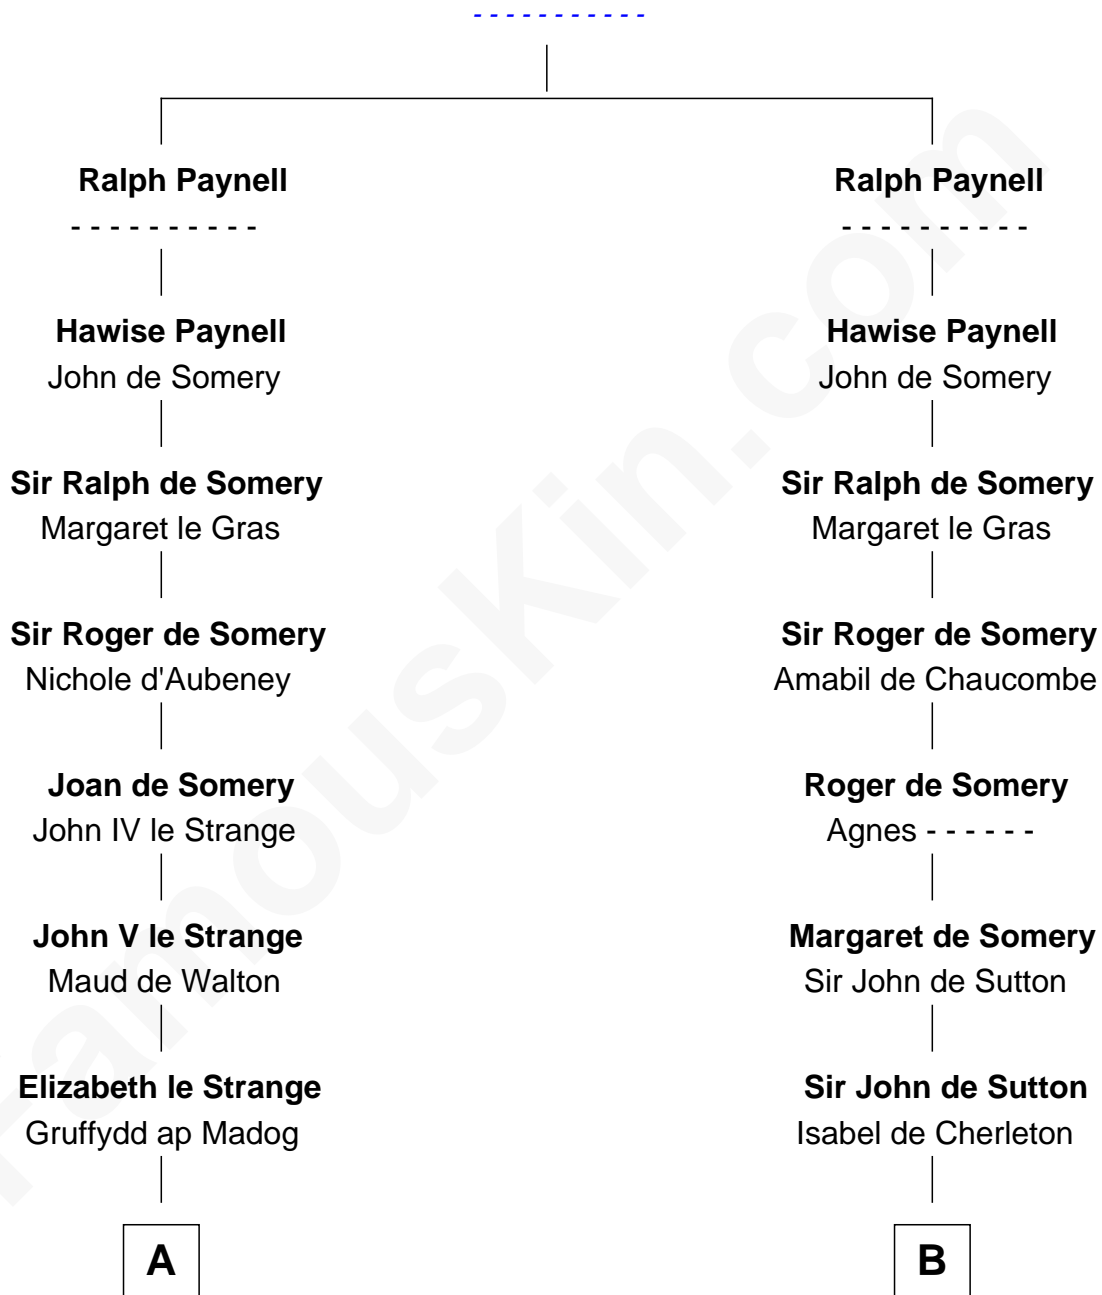 - - - - - - - - - - -
Ralph Paynell Ralph Paynell
- - - - - - - - - - - - - - - - - - - -
Hawise Paynell Hawise Paynell
John de Somery John de Somery
Sir Ralph de Somery Sir Ralph de Somery
Margaret le Gras Margaret le Gras
Sir Roger de Somery Sir Roger de Somery
Nichole d'Aubeney Amabil de Chaucombe
Joan de Somery Roger de Somery
John IV le Strange Agnes - - - - - -
John V le Strange Margaret de Somery
Maud de Walton Sir John de Sutton
Elizabeth le Strange Sir John de Sutton
Gruffydd ap Madog Isabel de Cherleton
A B
FamousKin.com